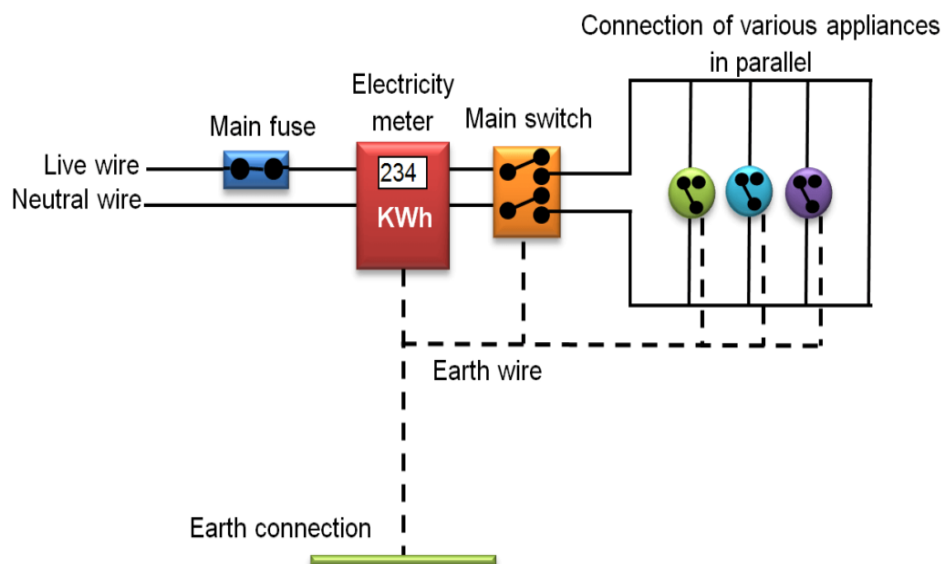 Connection of various appliances
in parallel
Electricity
meter
Main fuse
Main switch
Live wire
234
Neutral wire
KWh
Earth wire
Earth connection